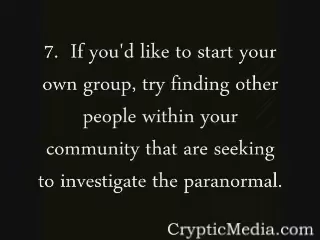 7. If you'd like to start your
own group, try finding other
people within your
community that are seeking
to investigate the paranormal.
CrypticMedia.com